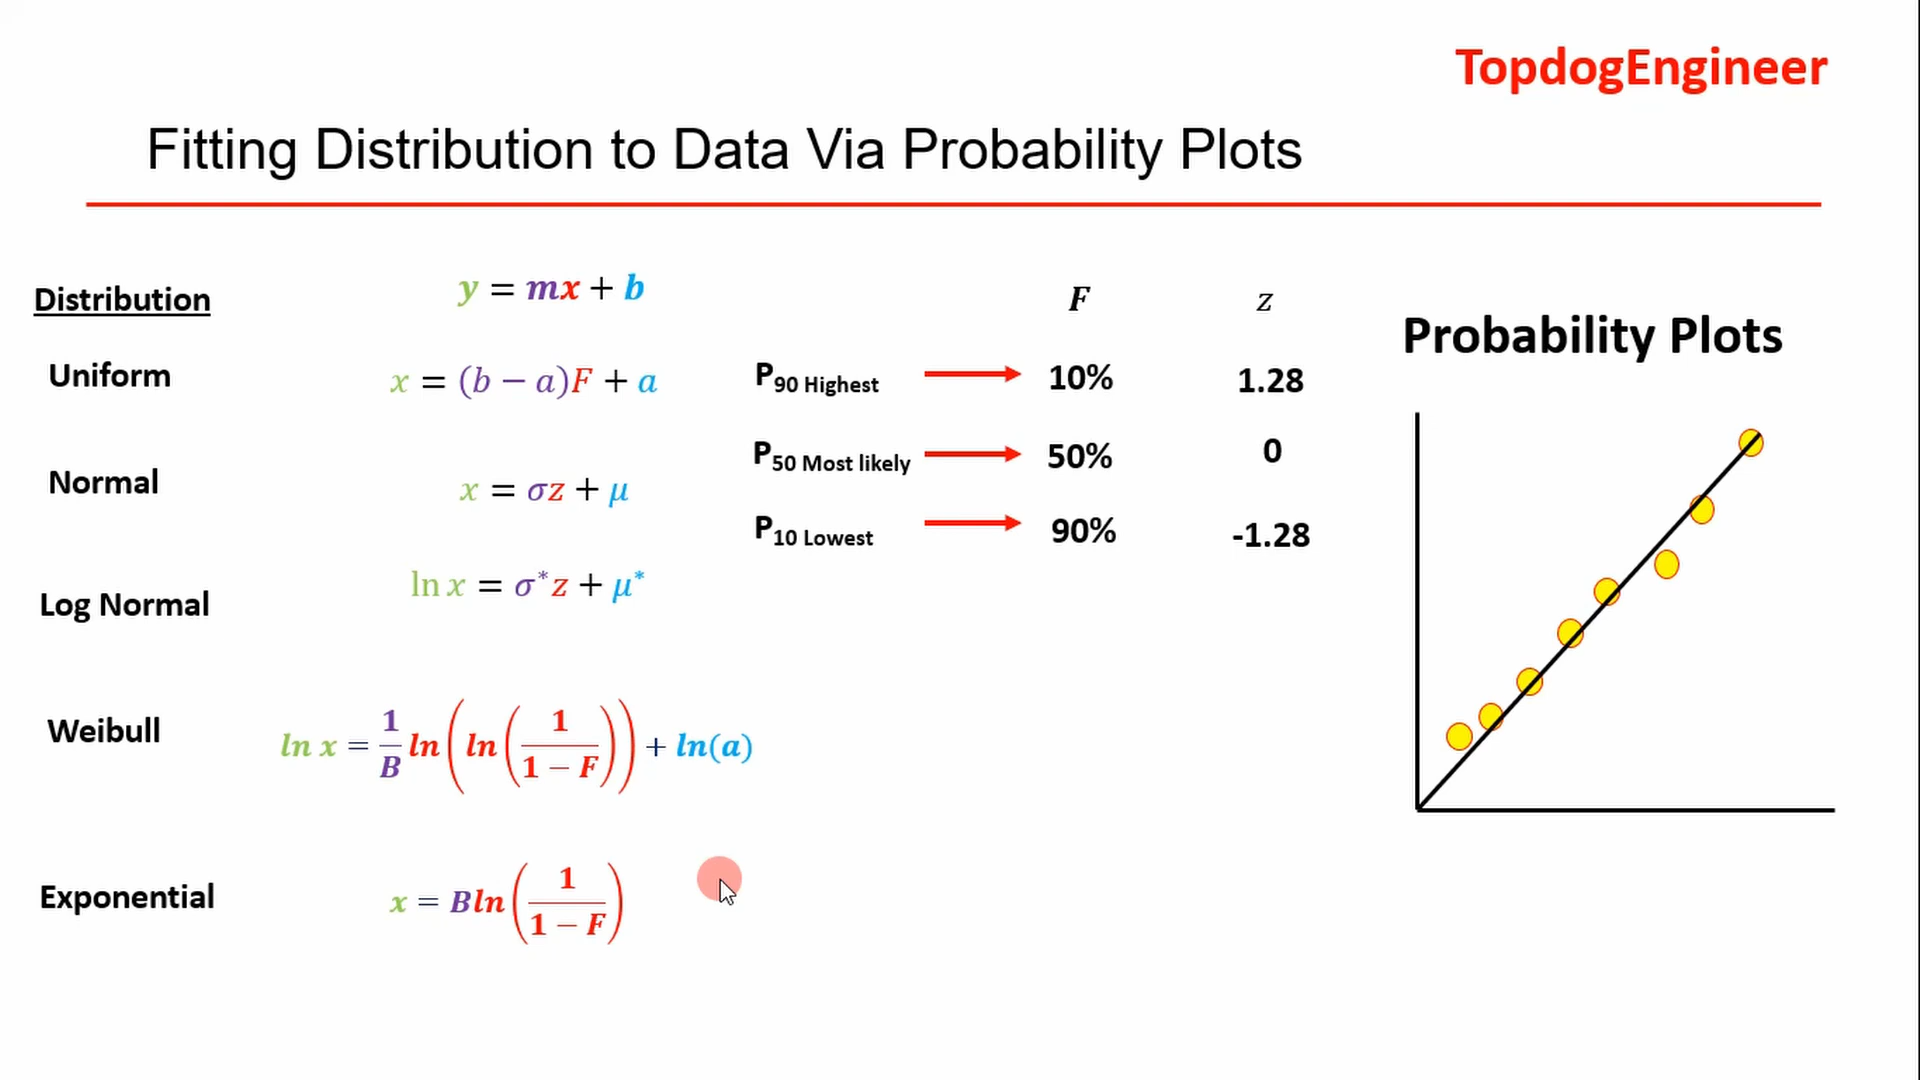 TopdogEngineer
Fitting Distribution to Data Via Probability Plots
Distribution
y = mx + b
F
z
Probability Plots
Uniform
x = (b − a)F + a
P90 Highest
10%
1.28
P50 Most likely
50%
0
Normal
x = σz + μ
P10 Lowest
90%
-1.28
Log Normal
ln x = σ*z + μ*
Weibull
ln x = 1/B ln(ln(1/(1 − F))) + ln(a)
Exponential
x = Bln(1/(1 − F))